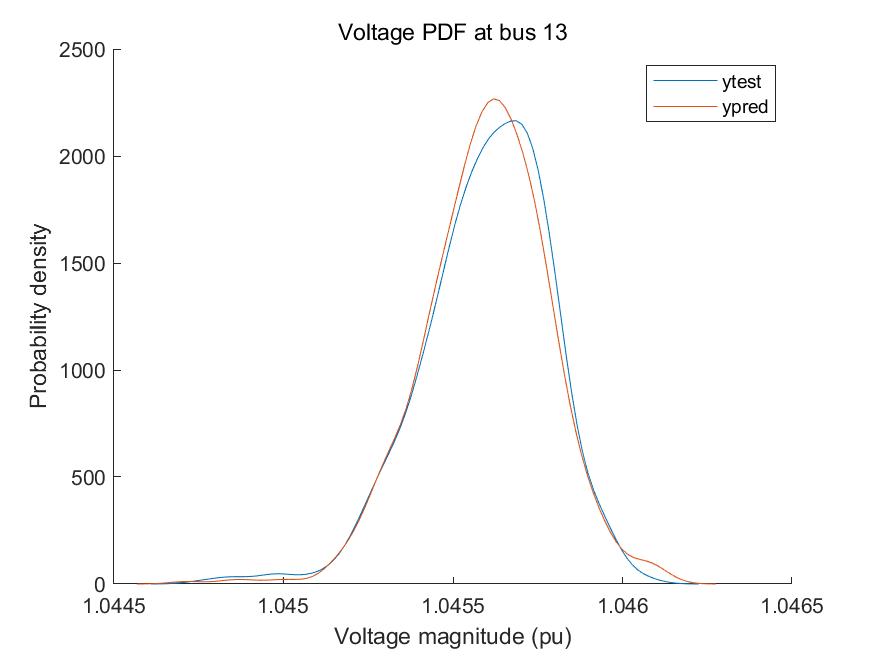 Voltage PDF at bus 13
2500
2000
1500
1000
500
0
Probability density
ytest
ypred
1.0445
1.045
1.0455
1.046
1.0465
Voltage magnitude (pu)